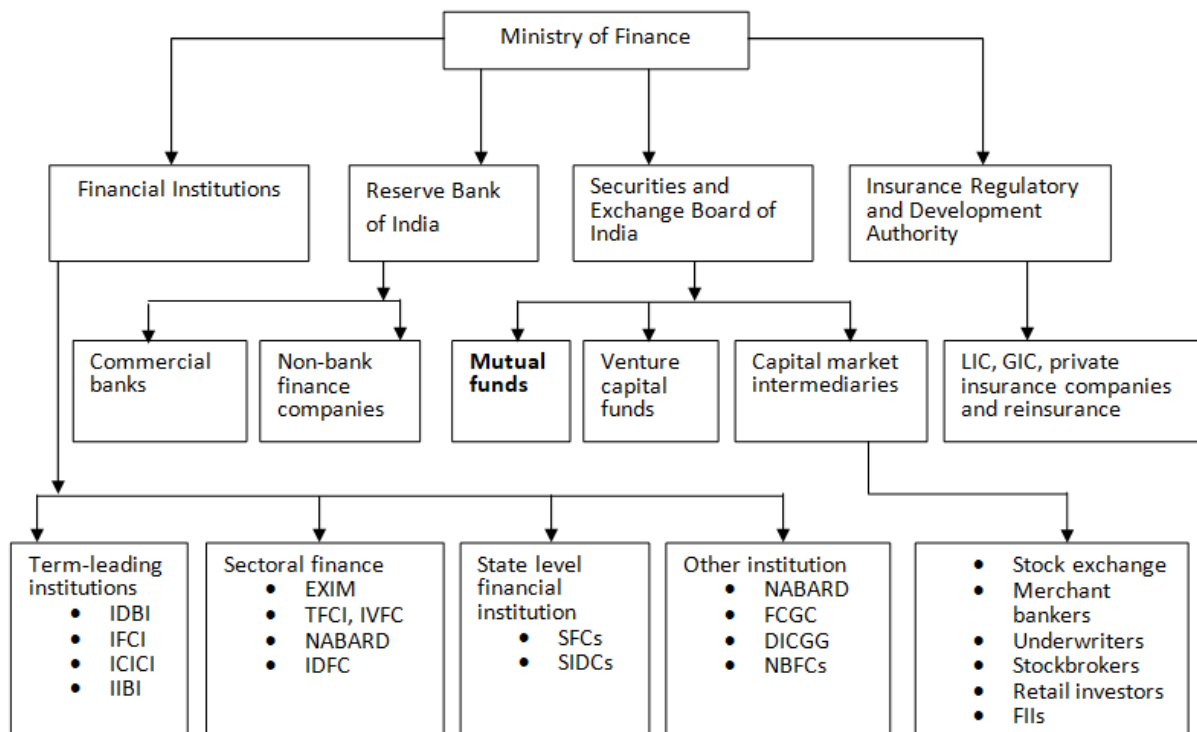 Ministry of Finance
Financial Institutions
Reserve Bank
of India
Securities and
Exchange Board of
India
Insurance Regulatory
and Development
Authority
Commercial
banks
Non-bank
finance
companies
Mutual
funds
Venture
capital
funds
Capital market
intermediaries
LIC, GIC, private
insurance companies
and reinsurance
Term-leading
institutions
• IDBI
• IFCI
• ICICI
• IIBI
Sectoral finance
• EXIM
• TFCI, IVFC
• NABARD
• IDFC
State level
financial
institution
• SFCs
• SIDCs
Other institution
• NABARD
• FCGC
• DICGG
• NBFCs
• Stock exchange
• Merchant
bankers
• Underwriters
• Stockbrokers
• Retail investors
• FIIs